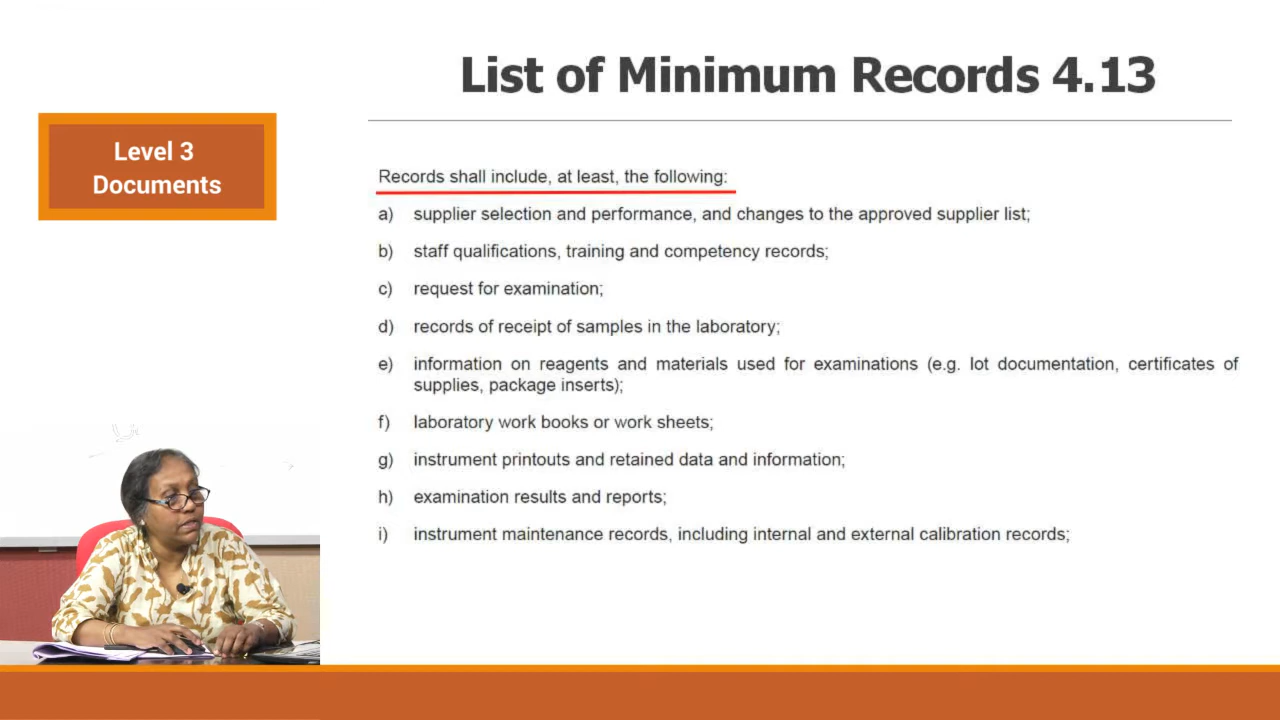 List of Minimum Records 4.13
Level 3
Documents
Records shall include, at least, the following:
a) supplier selection and performance, and changes to the approved supplier list;
b) staff qualifications, training and competency records;
c) request for examination;
d) records of receipt of samples in the laboratory;
e) information on reagents and materials used for examinations (e.g. lot documentation, certificates of
supplies, package inserts);
f) laboratory work books or work sheets;
g) instrument printouts and retained data and information;
h) examination results and reports;
i) instrument maintenance records, including internal and external calibration records;